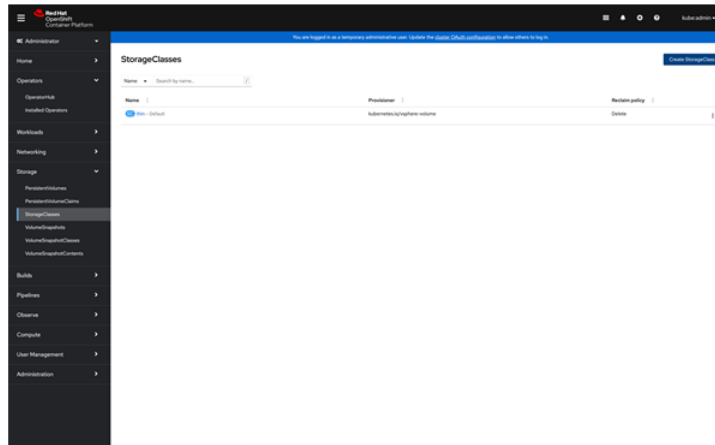 Red Hat
OpenShift
Container Platform
kube:admin
Administrator
You are logged in as a temporary administrative user. Update the cluster OAuth configuration to allow others to log in.
Home
StorageClasses
Create StorageClass
Operators
Name
Search by name...
/
OperatorHub
Installed Operators
Name
Provisioner
Reclaim policy
SC thin – Default
kubernetes.io/vsphere-volume
Delete
Workloads
Networking
Storage
PersistentVolumes
PersistentVolumeClaims
StorageClasses
VolumeSnapshots
VolumeSnapshotClasses
VolumeSnapshotContents
Builds
Pipelines
Observe
Compute
User Management
Administration